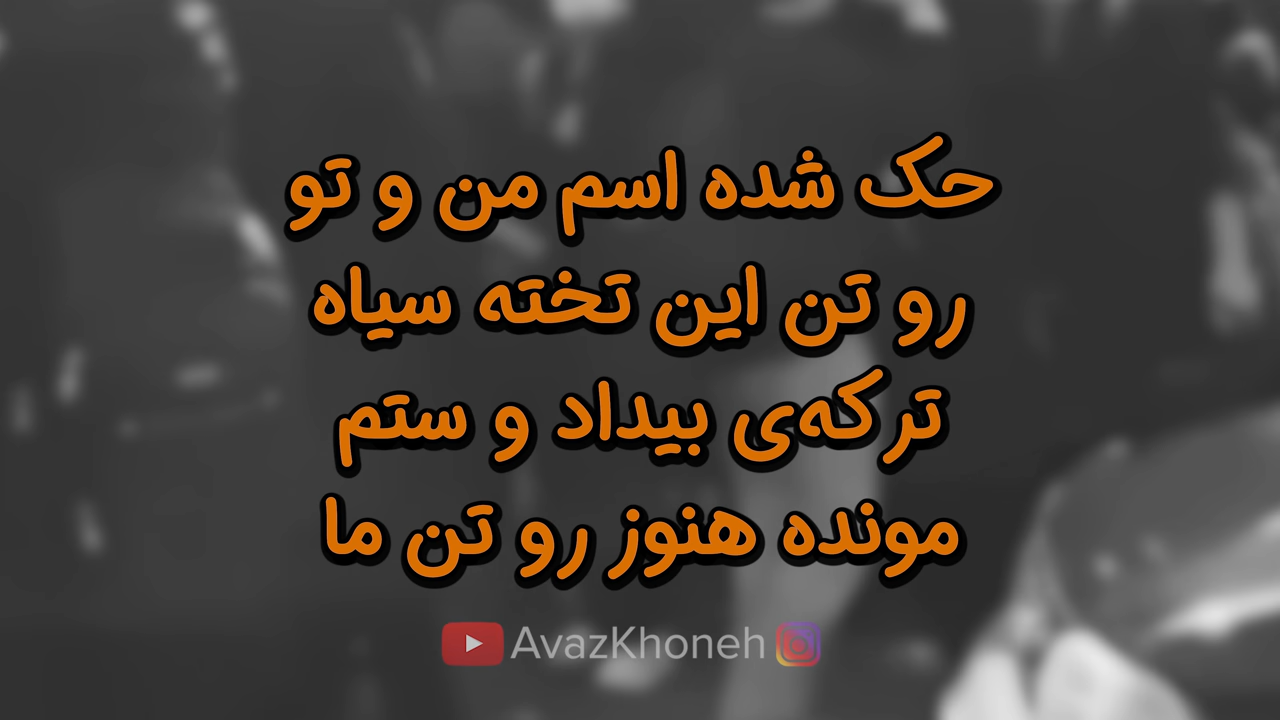 حک شده اسم من و تو
رو تن این تخته سیاه
ترکه‌ی بیداد و ستم
مونده هنوز رو تن ما
AvazKhoneh